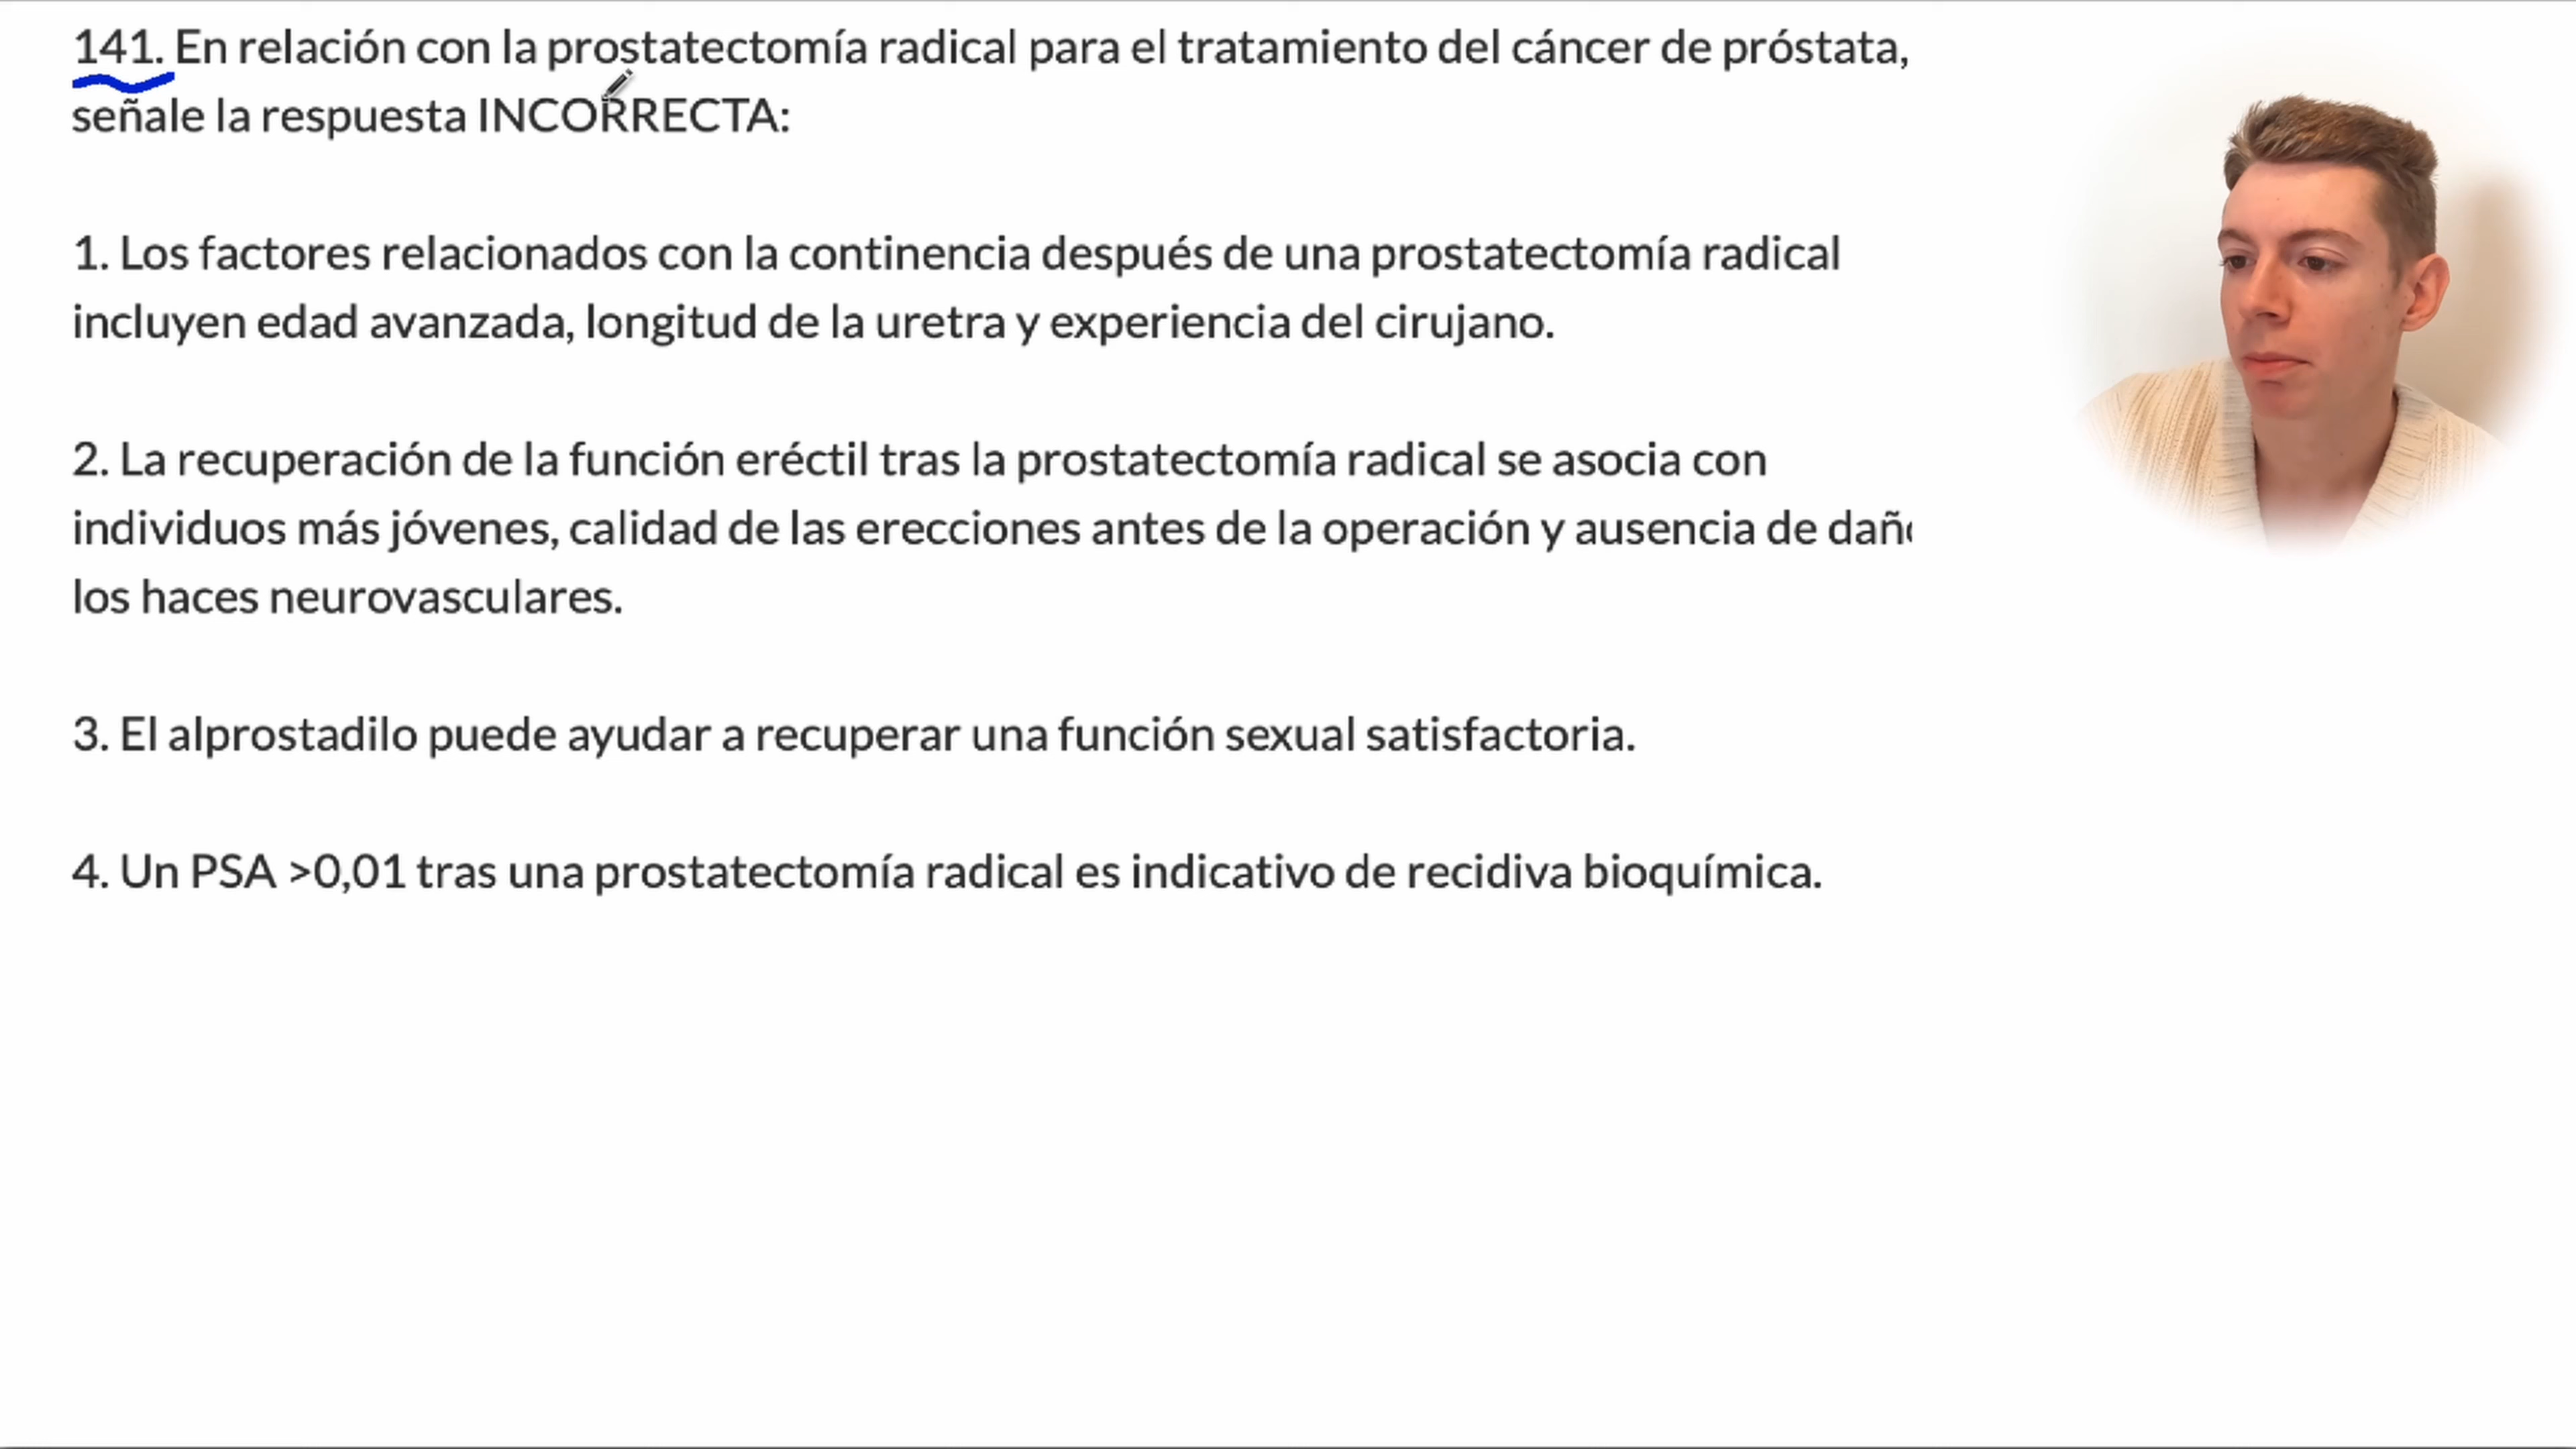 141. En relación con la prostatectomía radical para el tratamiento del cáncer de próstata,
señale la respuesta INCORRECTA:
1. Los factores relacionados con la continencia después de una prostatectomía radical
incluyen edad avanzada, longitud de la uretra y experiencia del cirujano.
2. La recuperación de la función eréctil tras la prostatectomía radical se asocia con
individuos más jóvenes, calidad de las erecciones antes de la operación y ausencia de
los haces neurovasculares.
3. El alprostadilo puede ayudar a recuperar una función sexual satisfactoria.
4. Un PSA >0,01 tras una prostatectomía radical es indicativo de recidiva bioquímica.